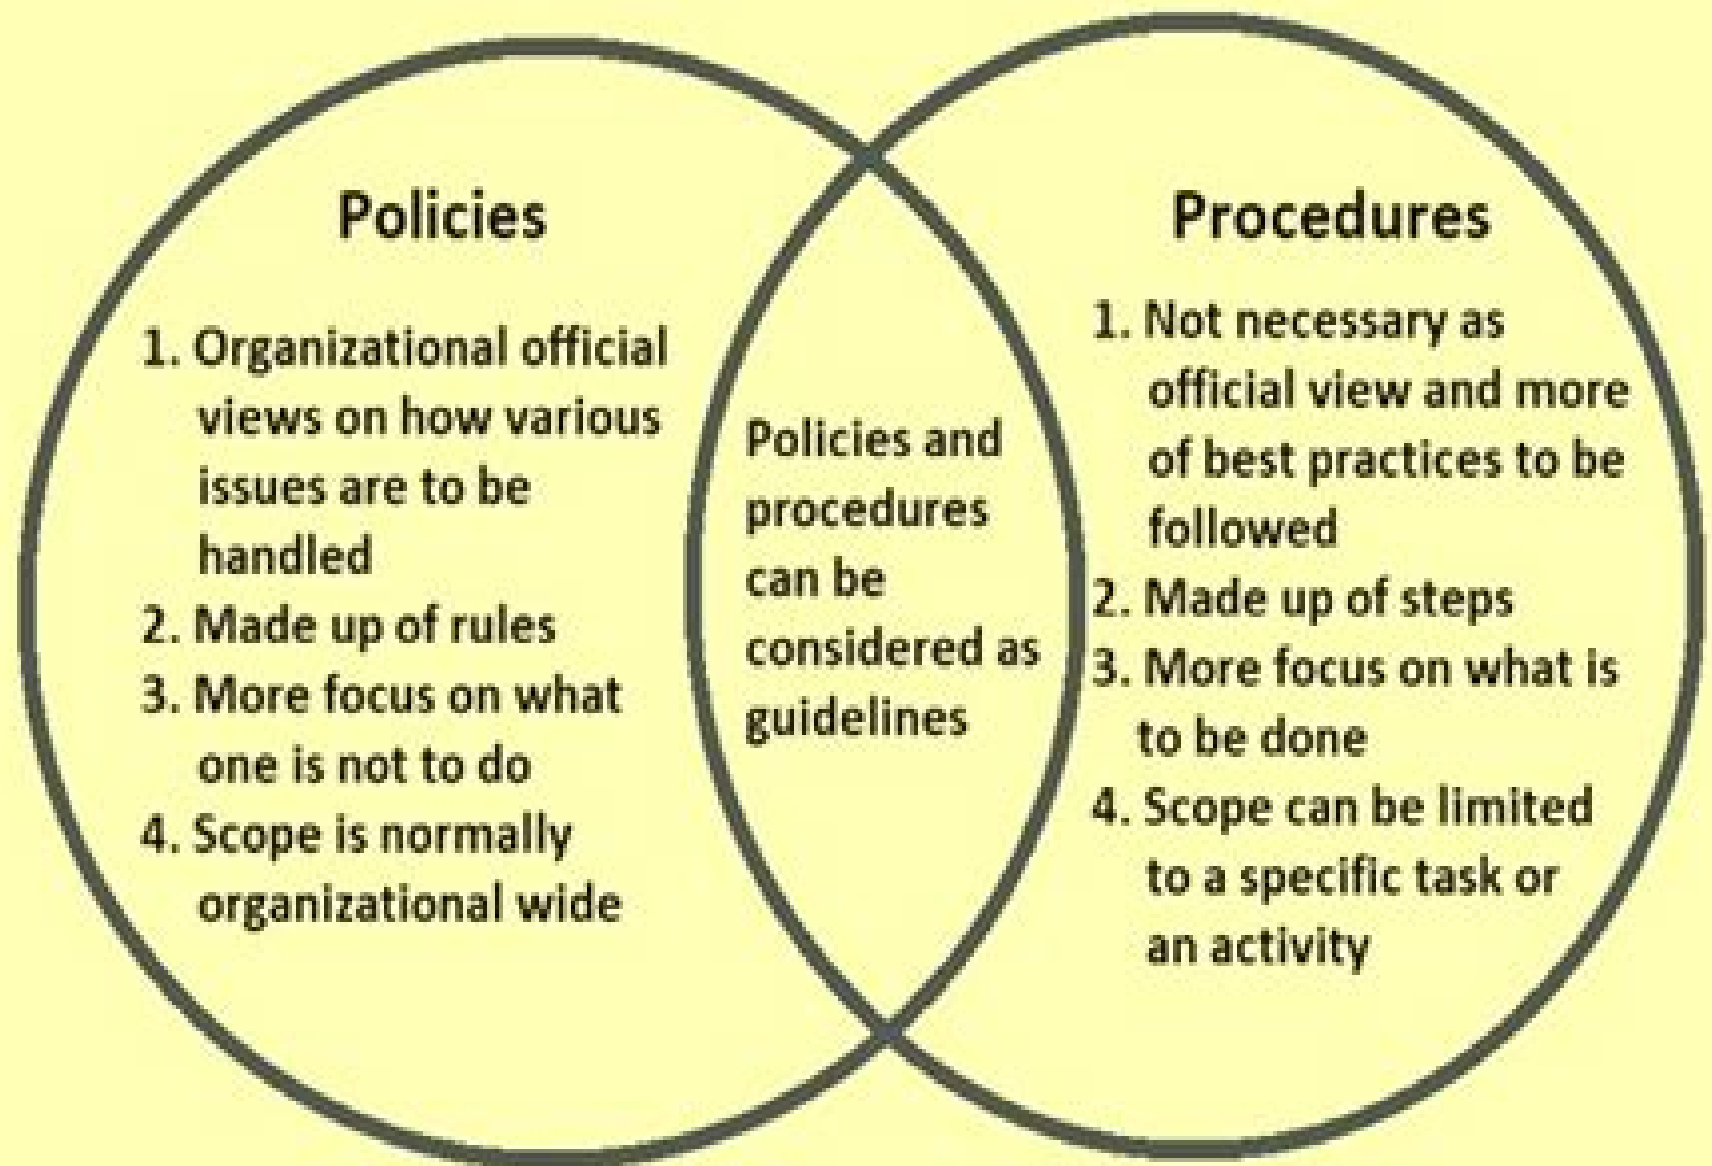 Policies
1. Organizational official
views on how various
issues are to be
handled
2. Made up of rules
3. More focus on what
one is not to do
4. Scope is normally
organizational wide
Policies and
procedures
can be
considered as
guidelines
Procedures
1. Not necessary as
official view and more
of best practices to be
followed
2. Made up of steps
3. More focus on what is
to be done
4. Scope can be limited
to a specific task or
an activity